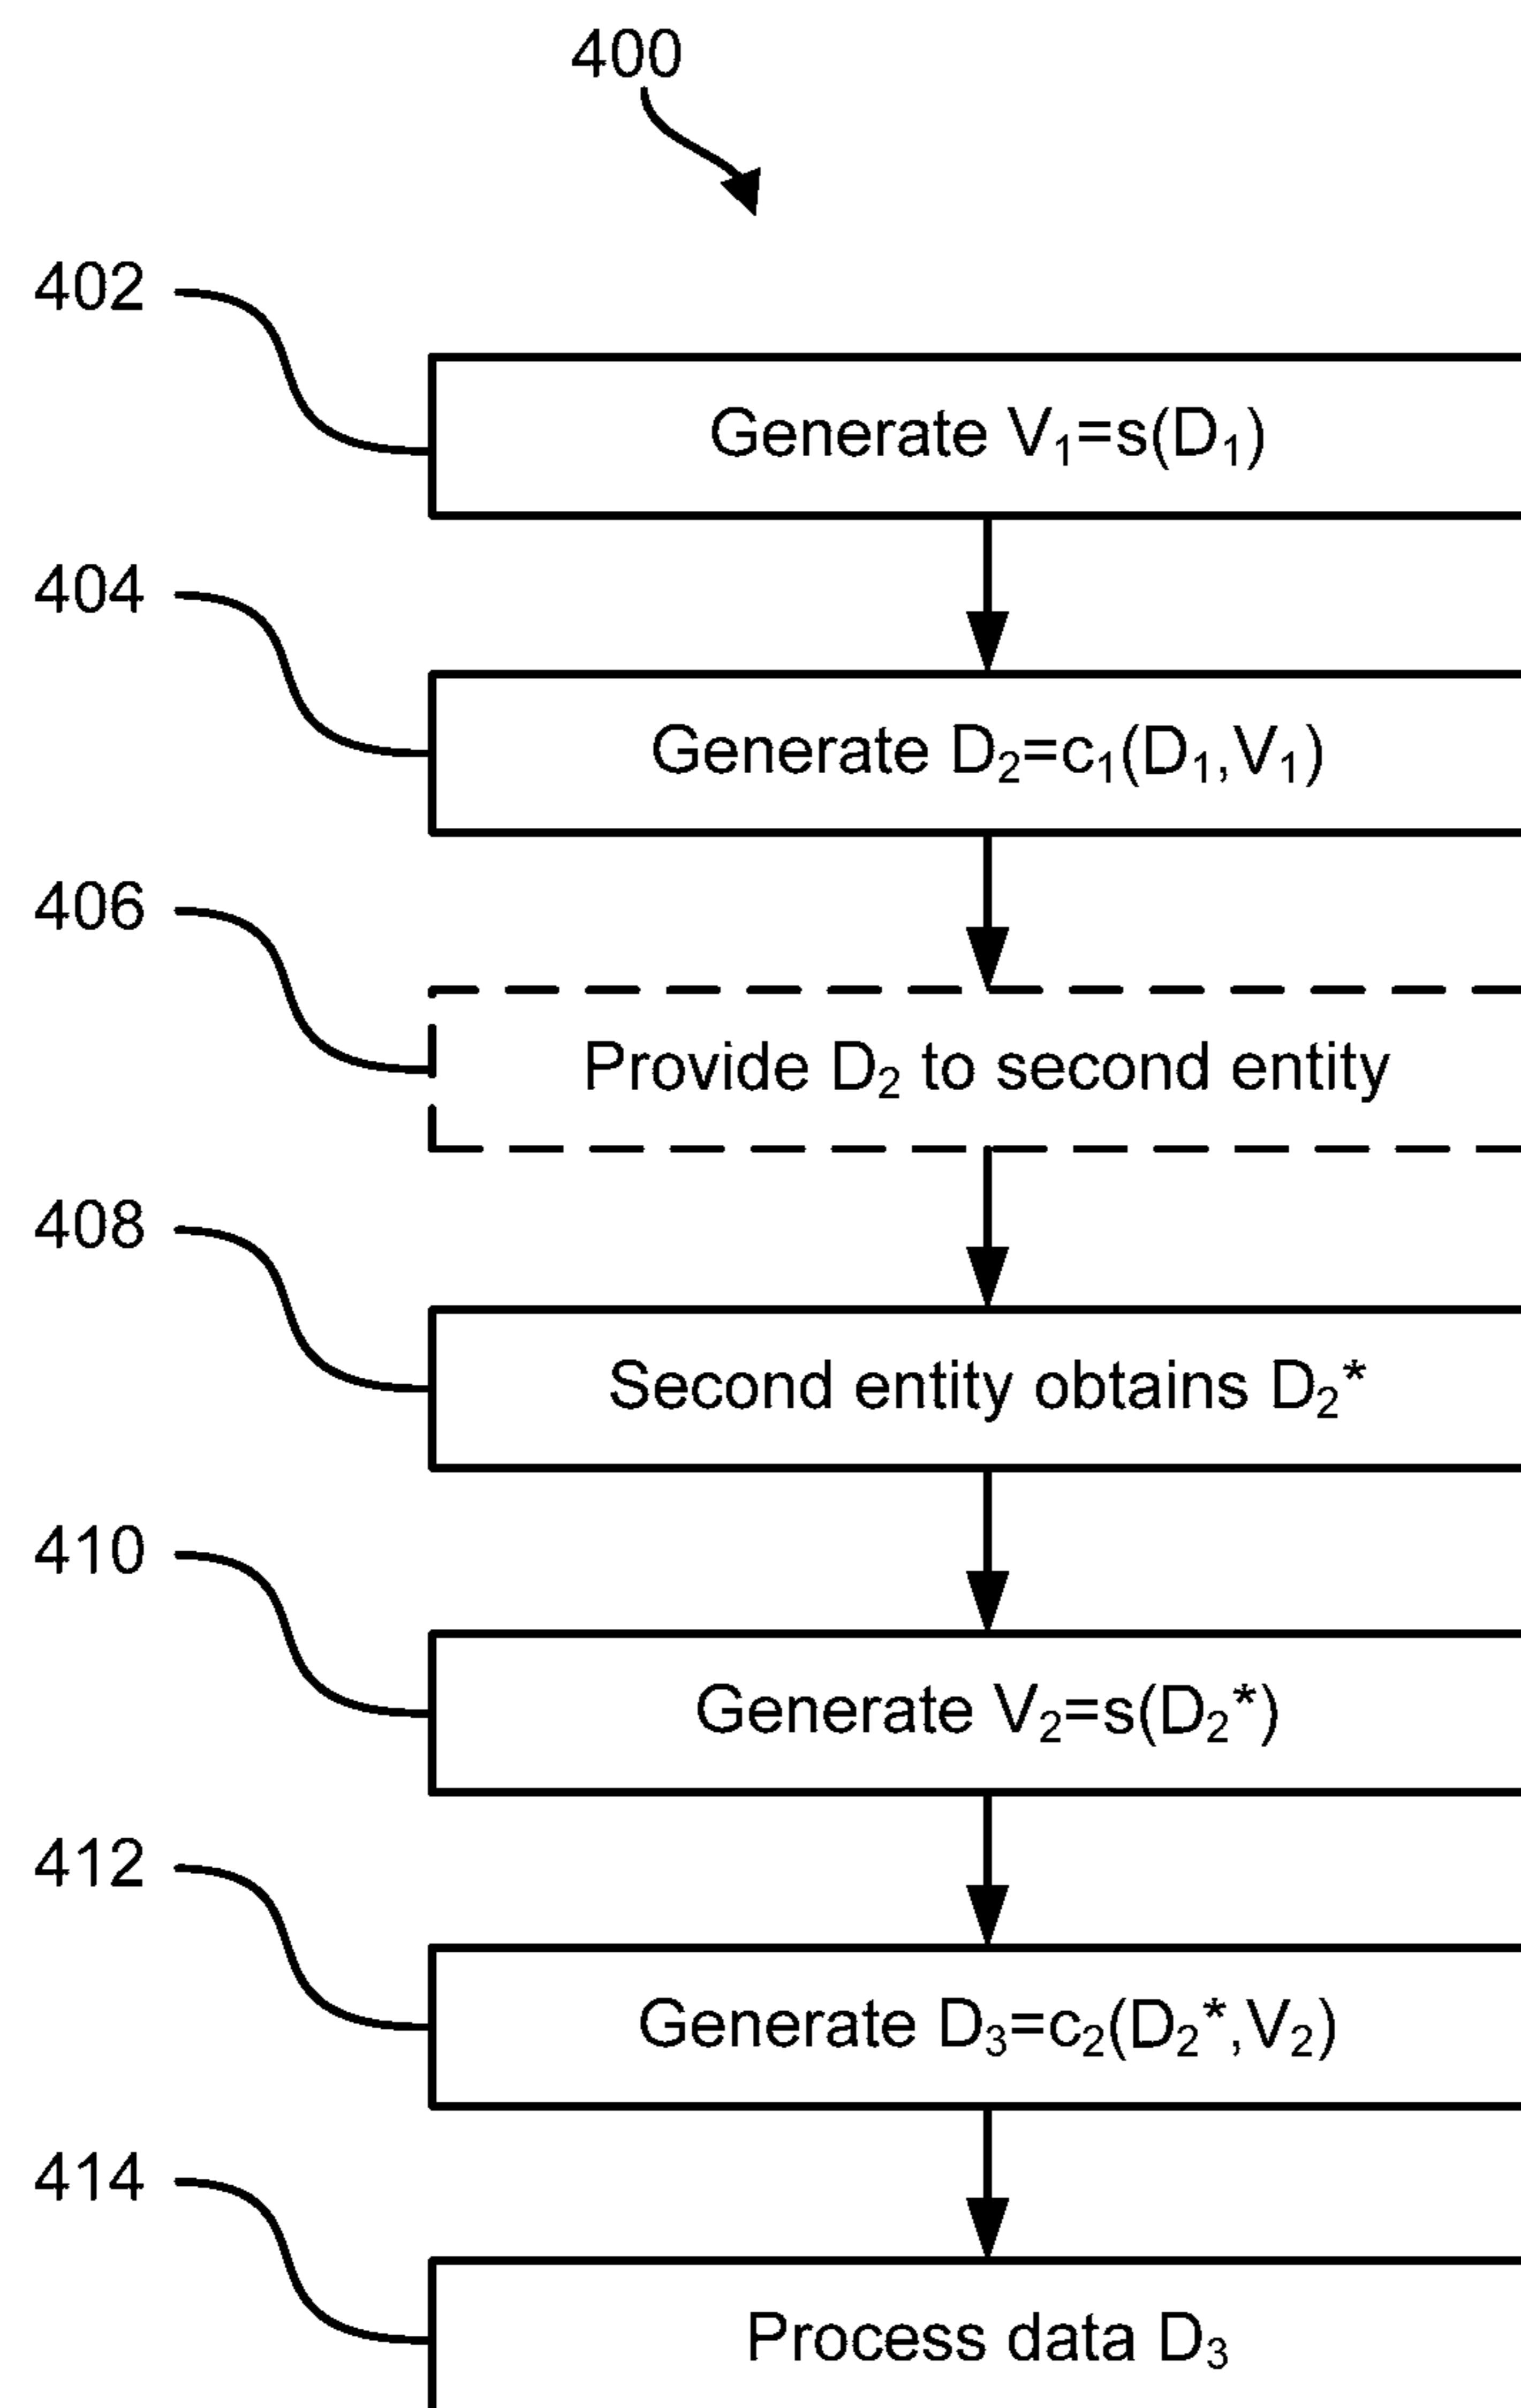 400
402
Generate V₁=s(D₁)
404
Generate D₂=c₁(D₁,V₁)
406
Provide D₂ to second entity
408
Second entity obtains D₂*
410
Generate V₂=s(D₂*)
412
Generate D₃=c₂(D₂*,V₂)
414
Process data D₃